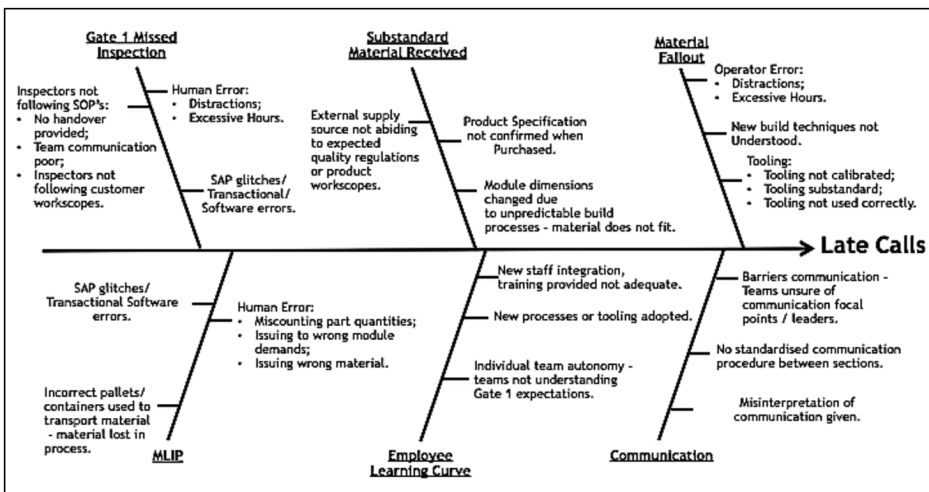 Gate 1 Missed
Inspection
Inspectors not
following SOP's:
• No handover
provided;
• Team communication
poor;
• Inspectors not
following customer
workscopes.
Human Error:
• Distractions;
• Excessive Hours.
SAP glitches/
Transactional/
Software errors.
Substandard
Material Received
External supply
source not abiding
to expected
quality regulations
or product
workscopes.
Product Specification
not confirmed when
Purchased.
Module dimensions
changed due
to unpredictable build
processes - material does not fit.
Material
Fallout
Operator Error:
• Distractions;
• Excessive Hours.
New build techniques not
Understood.
Tooling:
• Tooling not calibrated;
• Tooling substandard;
• Tooling not used correctly.
Late Calls
SAP glitches/
Transactional Software
errors.
Human Error:
• Miscounting part quantities;
• Issuing to wrong module
demands;
• Issuing wrong material.
Incorrect pallets/
containers used to
transport material
- material lost in
process.
MLIP
New staff integration,
training provided not adequate.
New processes or tooling adopted.
Individual team autonomy -
teams not understanding
Gate 1 expectations.
Employee
Learning Curve
Barriers communication -
Teams unsure of
communication focal
points / leaders.
No standardised communication
procedure between sections.
Misinterpretation of
communication given.
Communication